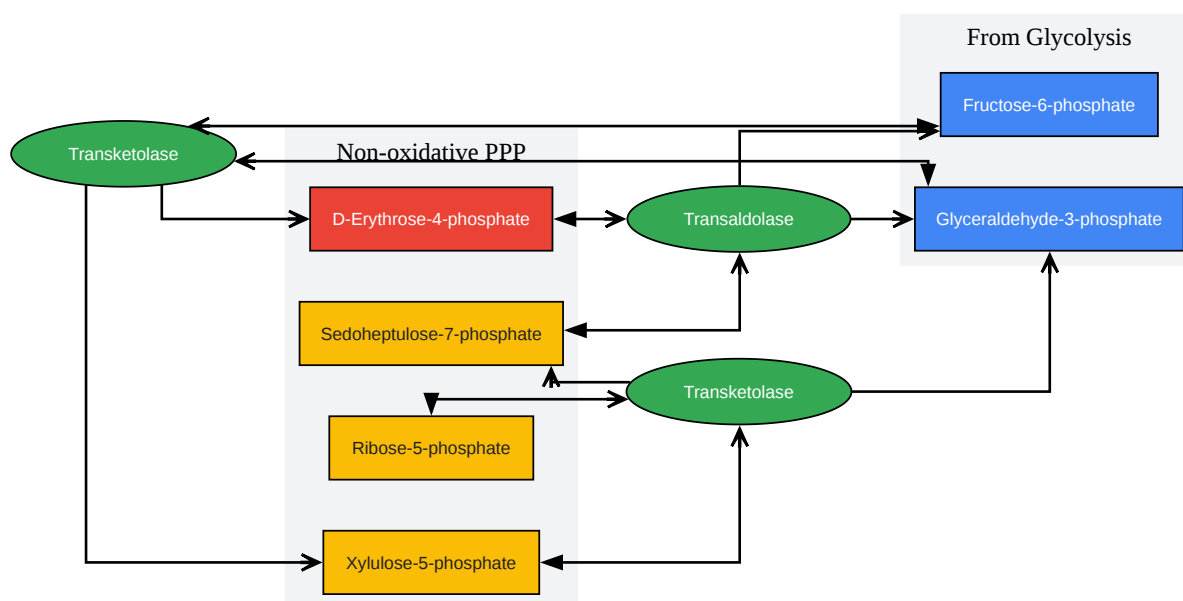 From Glycolysis
Fructose-6-phosphate
Transketolase
Non-oxidative PPP
D-Erythrose-4-phosphate
Transaldolase
Glyceraldehyde-3-phosphate
Sedoheptulose-7-phosphate
Transketolase
Ribose-5-phosphate
Xylulose-5-phosphate